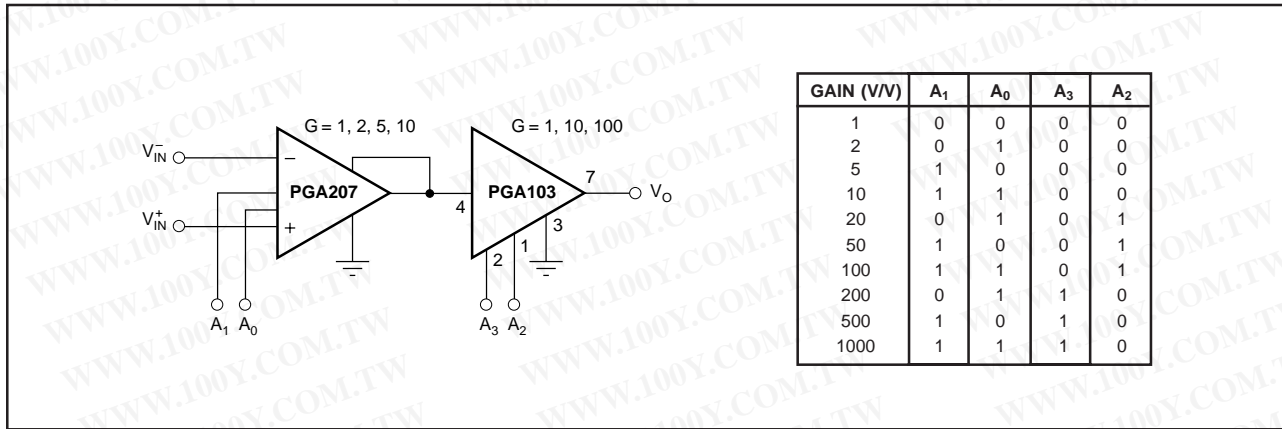 G = 1, 2, 5, 10
G = 1, 10, 100
V−IN
−
PGA207
PGA103
7
VO
4
V+IN
+
3
1
2
A1 A0
A3 A2
GAIN (V/V) A1 A0 A3 A2
1 0 0 0 0
2 0 1 0 0
5 1 0 0 0
10 1 1 0 0
20 0 1 0 1
50 1 0 0 1
100 1 1 0 1
200 0 1 1 0
500 1 0 1 0
1000 1 1 1 0
WWW.100Y.COM.TW